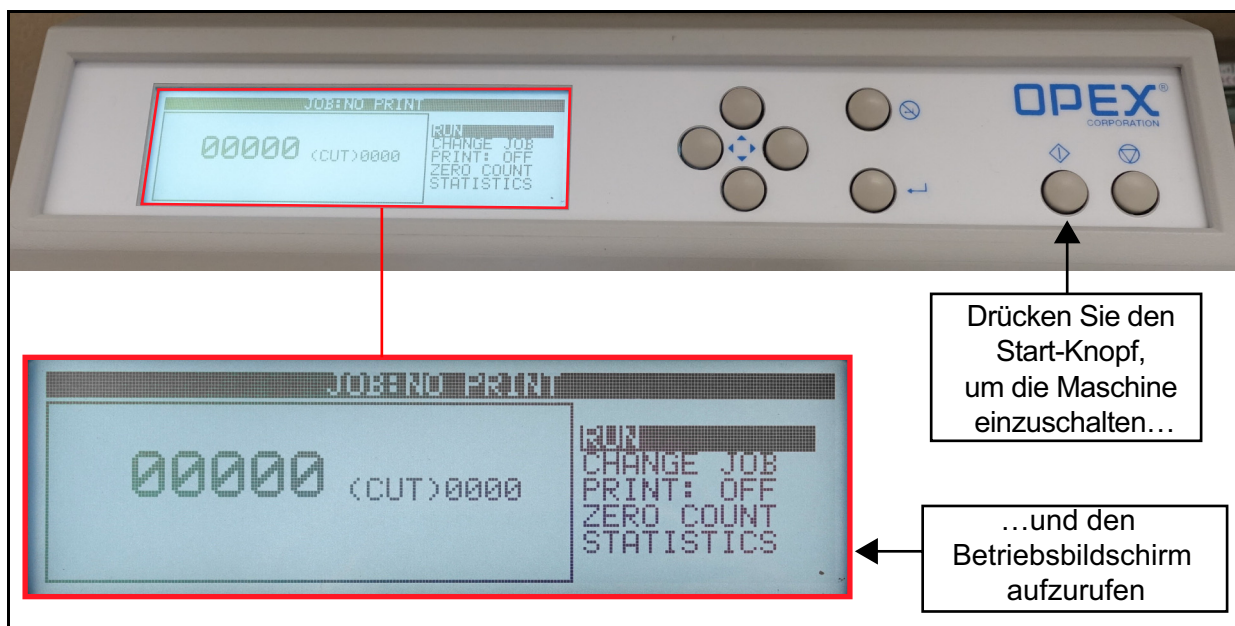 JOB:NO PRINT
00000 (CUT)0000
RUN
CHANGE JOB
PRINT: OFF
ZERO COUNT
STATISTICS
OPEX®
CORPORATION
Drücken Sie den
Start-Knopf,
um die Maschine
einzuschalten…
JOB:NO PRINT
00000 (CUT)0000
RUN
CHANGE JOB
PRINT: OFF
ZERO COUNT
STATISTICS
…und den
Betriebsbildschirm
aufzurufen